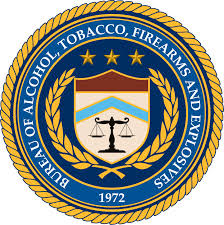 BUREAU OF ALCOHOL, TOBACCO, FIREARMS AND EXPLOSIVES
1972